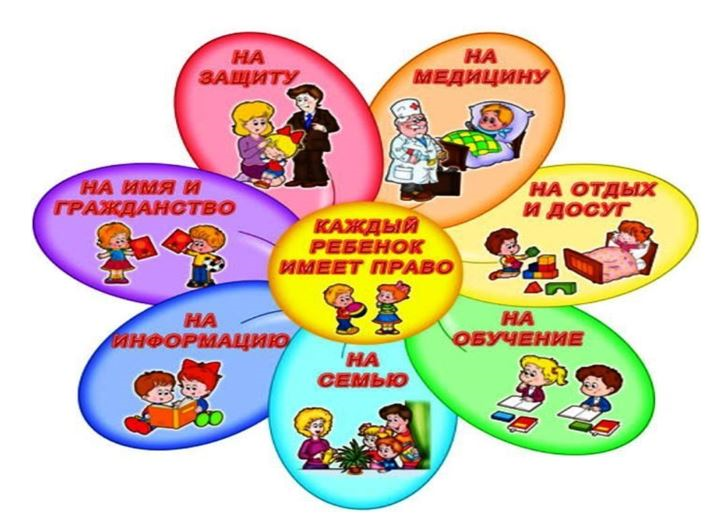 КАЖДЫЙ
РЕБЕНОК
ИМЕЕТ ПРАВО
НА
ЗАЩИТУ
НА
МЕДИЦИНУ
НА ОТДЫХ
И ДОСУГ
НА
ОБУЧЕНИЕ
НА
СЕМЬЮ
НА
ИНФОРМАЦИЮ
НА ИМЯ И
ГРАЖДАНСТВО